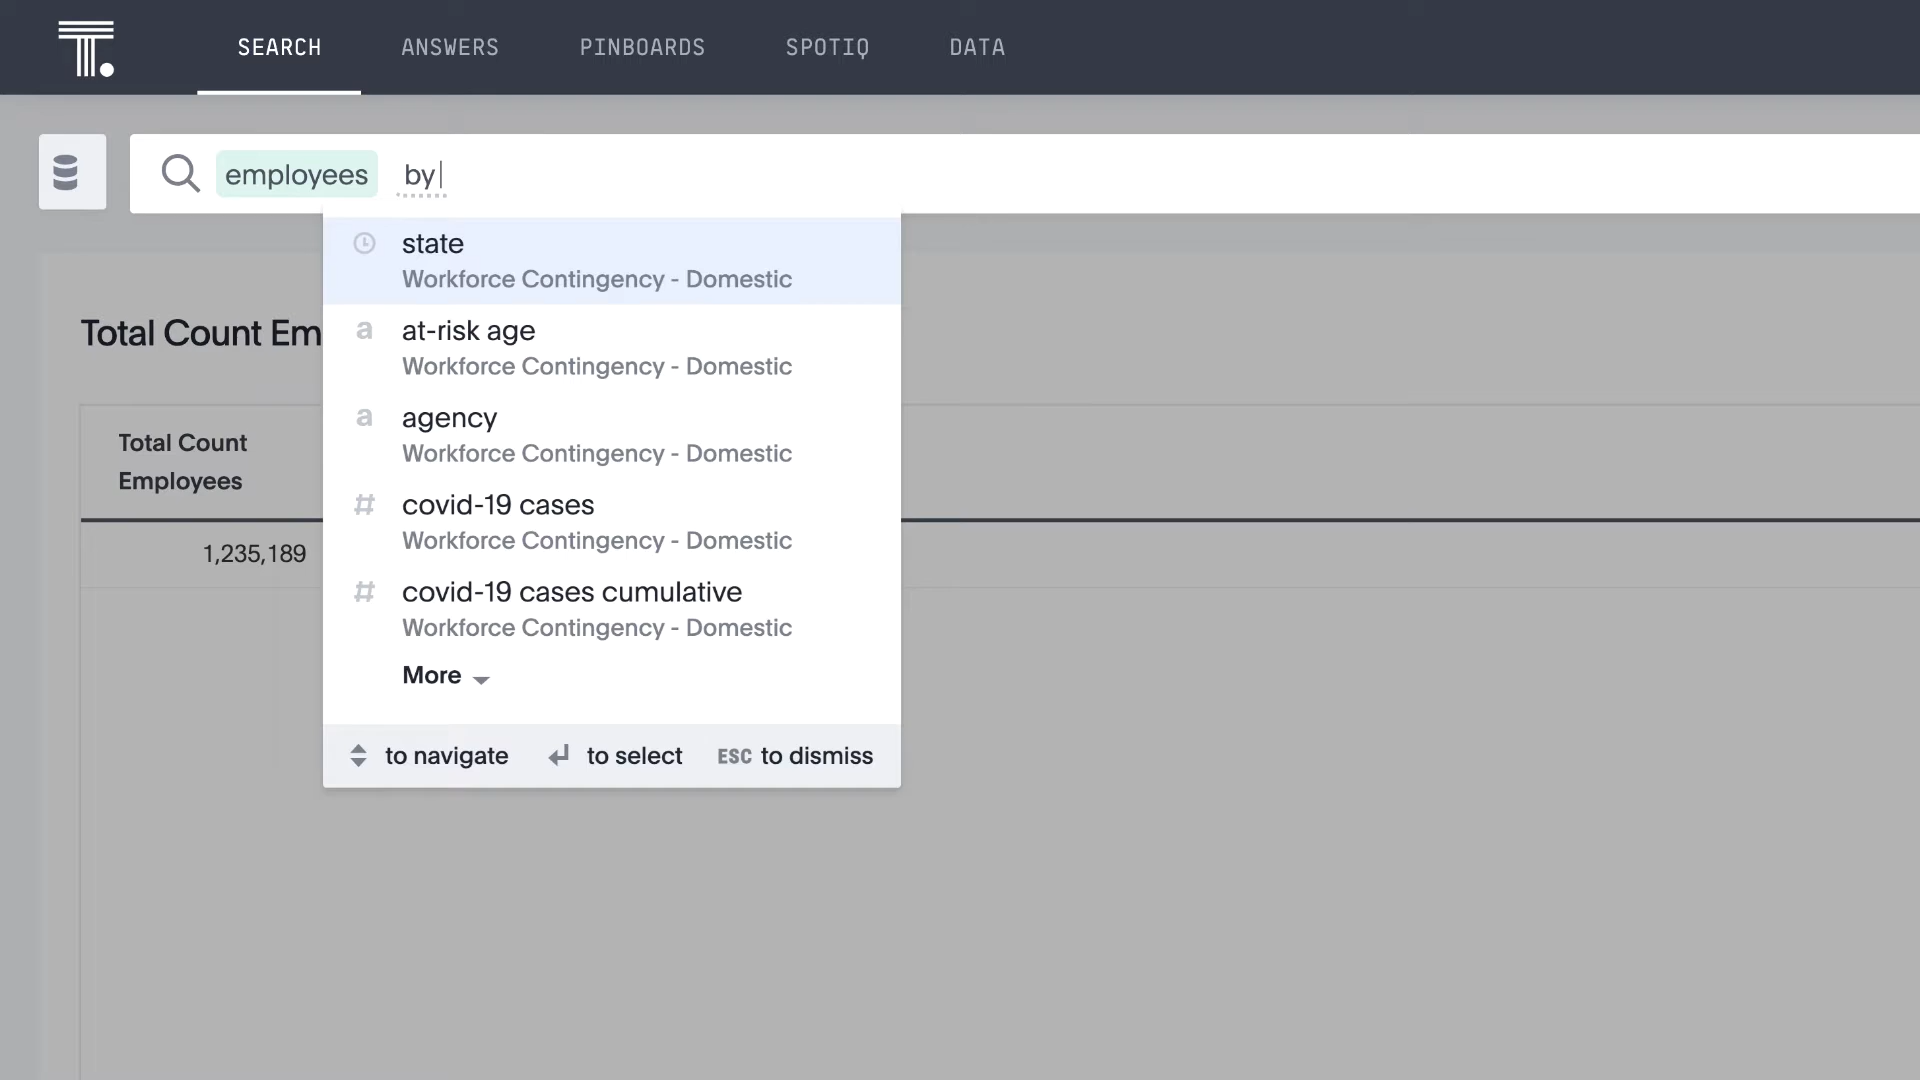 SEARCH ANSWERS PINBOARDS SPOTIQ DATA
employees by
state
Workforce Contingency - Domestic
at-risk age
Workforce Contingency - Domestic
agency
Workforce Contingency - Domestic
covid-19 cases
Workforce Contingency - Domestic
covid-19 cases cumulative
Workforce Contingency - Domestic
More
to navigate to select ESC to dismiss
Total Count Em
Total Count
Employees
1,235,189